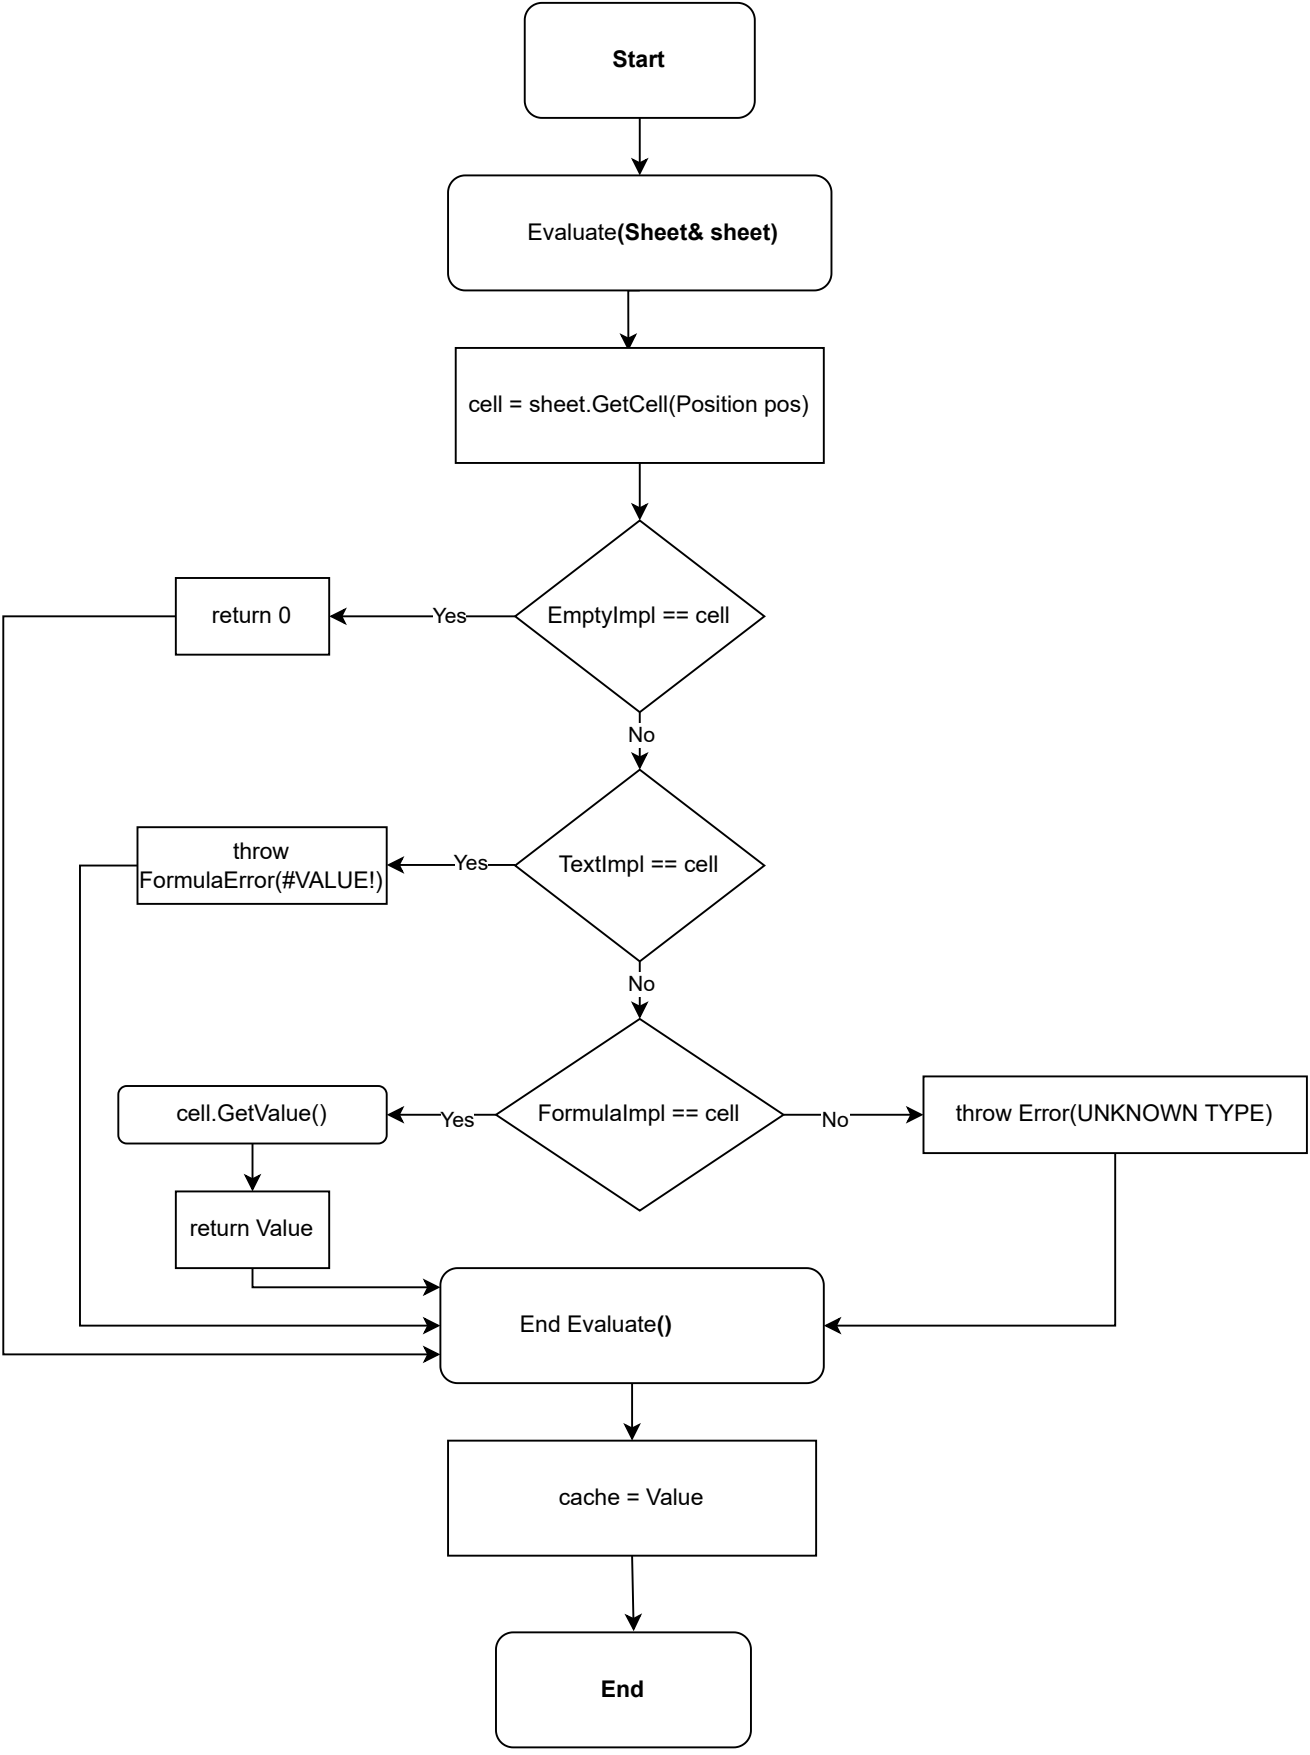 Start
Evaluate(Sheet& sheet)
cell = sheet.GetCell(Position pos)
return 0
Yes
EmptyImpl == cell
No
throw
FormulaError(#VALUE!)
Yes
TextImpl == cell
No
cell.GetValue()
Yes
FormulaImpl == cell
No
throw Error(UNKNOWN TYPE)
return Value
End Evaluate()
cache = Value
End